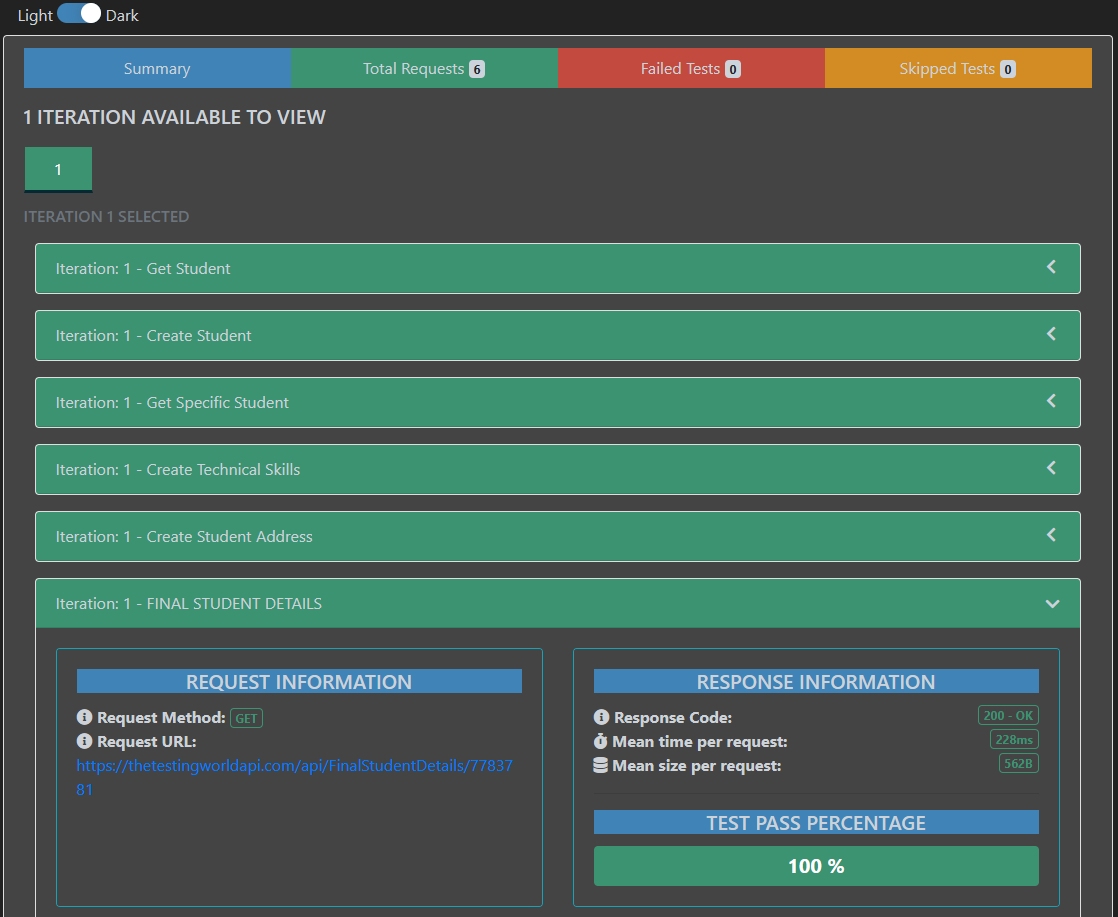 Light Dark
Summary Total Requests 6 Failed Tests 0 Skipped Tests 0
1 ITERATION AVAILABLE TO VIEW
1
ITERATION 1 SELECTED
Iteration: 1 - Get Student
Iteration: 1 - Create Student
Iteration: 1 - Get Specific Student
Iteration: 1 - Create Technical Skills
Iteration: 1 - Create Student Address
Iteration: 1 - FINAL STUDENT DETAILS
REQUEST INFORMATION
Request Method: GET
Request URL:
https://thetestingworldapi.com/api/FinalStudentDetails/77837
81
RESPONSE INFORMATION
Response Code: 200 - OK
Mean time per request: 228ms
Mean size per request: 562B
TEST PASS PERCENTAGE
100 %